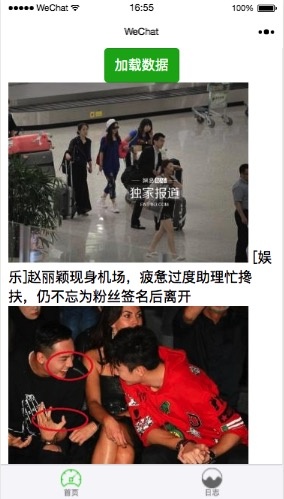 WeChat 16:55 100%
WeChat
加载数据
独家报道
[娱
乐]赵丽颖现身机场，疲惫过度助理忙搀
扶，仍不忘为粉丝签名后离开
首页 日志